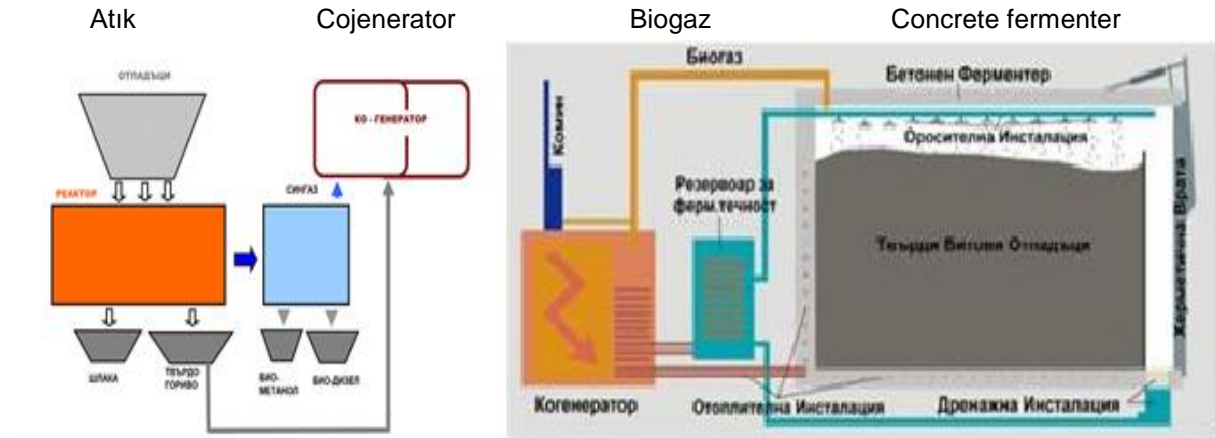 Atık
Cojenerator
Biogaz
Concrete fermenter
ОТПАДЪЦИ
КО - ГЕНЕРАТОР
РЕАКТОР
СИНГАЗ
ШЛАКА
ТВЪРДО
ГОРИВО
БИО-
МЕТАНОЛ
БИО-ДИЗЕЛ
Биогаз
Бетонен Ферментер
Комин
Оросителна Инсталация
Резервоар за
ферм.течност
Твърди Битови Отпадъци
Херметична Врата
Когенератор
Отоплителна Инсталация
Дренажна Инсталация